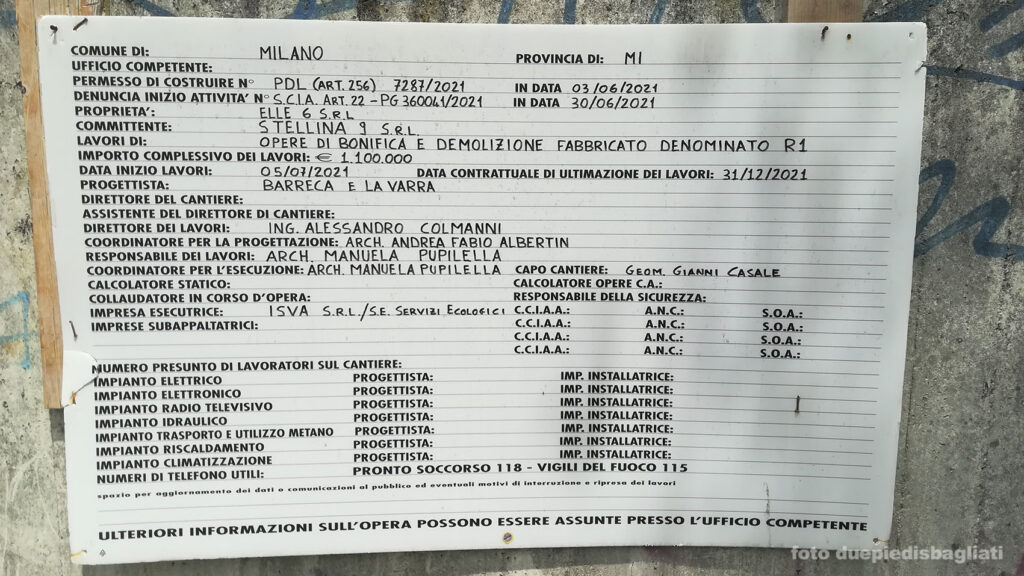 COMUNE DI: MILANO PROVINCIA DI: MI
UFFICIO COMPETENTE:
PERMESSO DI COSTRUIRE N° PDL (ART. 256) 7287/2021 IN DATA 03/06/2021
DENUNCIA INIZIO ATTIVITA' N° S.C.I.A. ART. 22 - PG 360041/2021 IN DATA 30/06/2021
PROPRIETA': ELLE 6 S.R.L
COMMITTENTE: STELLINA 9 S.R.L.
LAVORI DI: OPERE DI BONIFICA E DEMOLIZIONE FABBRICATO DENOMINATO R1
IMPORTO COMPLESSIVO DEI LAVORI: € 1.100.000
DATA INIZIO LAVORI: 05/07/2021 DATA CONTRATTUALE DI ULTIMAZIONE DEI LAVORI: 31/12/2021
PROGETTISTA: BARRECA E LA VARRA
DIRETTORE DEL CANTIERE:
ASSISTENTE DEL DIRETTORE DI CANTIERE:
DIRETTORE DEI LAVORI: ING. ALESSANDRO COLMANNI
COORDINATORE PER LA PROGETTAZIONE: ARCH. ANDREA FABIO ALBERTIN
RESPONSABILE DEI LAVORI: ARCH. MANUELA PUPILELLA
COORDINATORE PER L'ESECUZIONE: ARCH. MANUELA PUPILELLA CAPO CANTIERE: GEOM. GIANNI CASALE
CALCOLATORE STATICO: CALCOLATORE OPERE C.A.:
COLLAUDATORE IN CORSO D'OPERA: RESPONSABILE DELLA SICUREZZA:
IMPRESA ESECUTRICE: ISVA S.R.L./S.E. SERVIZI ECOLOGICI C.C.I.A.A.: A.N.C.: S.O.A.:
IMPRESE SUBAPPALTATRICI: C.C.I.A.A.: A.N.C.: S.O.A.:
C.C.I.A.A.: A.N.C.: S.O.A.:
C.C.I.A.A.: A.N.C.: S.O.A.:
NUMERO PRESUNTO DI LAVORATORI SUL CANTIERE:
IMPIANTO ELETTRICO PROGETTISTA: IMP. INSTALLATRICE:
IMPIANTO ELETTRONICO PROGETTISTA: IMP. INSTALLATRICE:
IMPIANTO RADIO TELEVISIVO PROGETTISTA: IMP. INSTALLATRICE:
IMPIANTO IDRAULICO PROGETTISTA: IMP. INSTALLATRICE:
IMPIANTO TRASPORTO E UTILIZZO METANO PROGETTISTA: IMP. INSTALLATRICE:
IMPIANTO RISCALDAMENTO PROGETTISTA: IMP. INSTALLATRICE:
IMPIANTO CLIMATIZZAZIONE PROGETTISTA: IMP. INSTALLATRICE:
NUMERI DI TELEFONO UTILI: PRONTO SOCCORSO 118 - VIGILI DEL FUOCO 115
spazio per aggiornamento dei dati o comunicazioni al pubblico ed eventuali motivi di interruzione e ripresa dei lavori
ULTERIORI INFORMAZIONI SULL'OPERA POSSONO ESSERE ASSUNTE PRESSO L'UFFICIO COMPETENTE
foto duepiedisbagliati